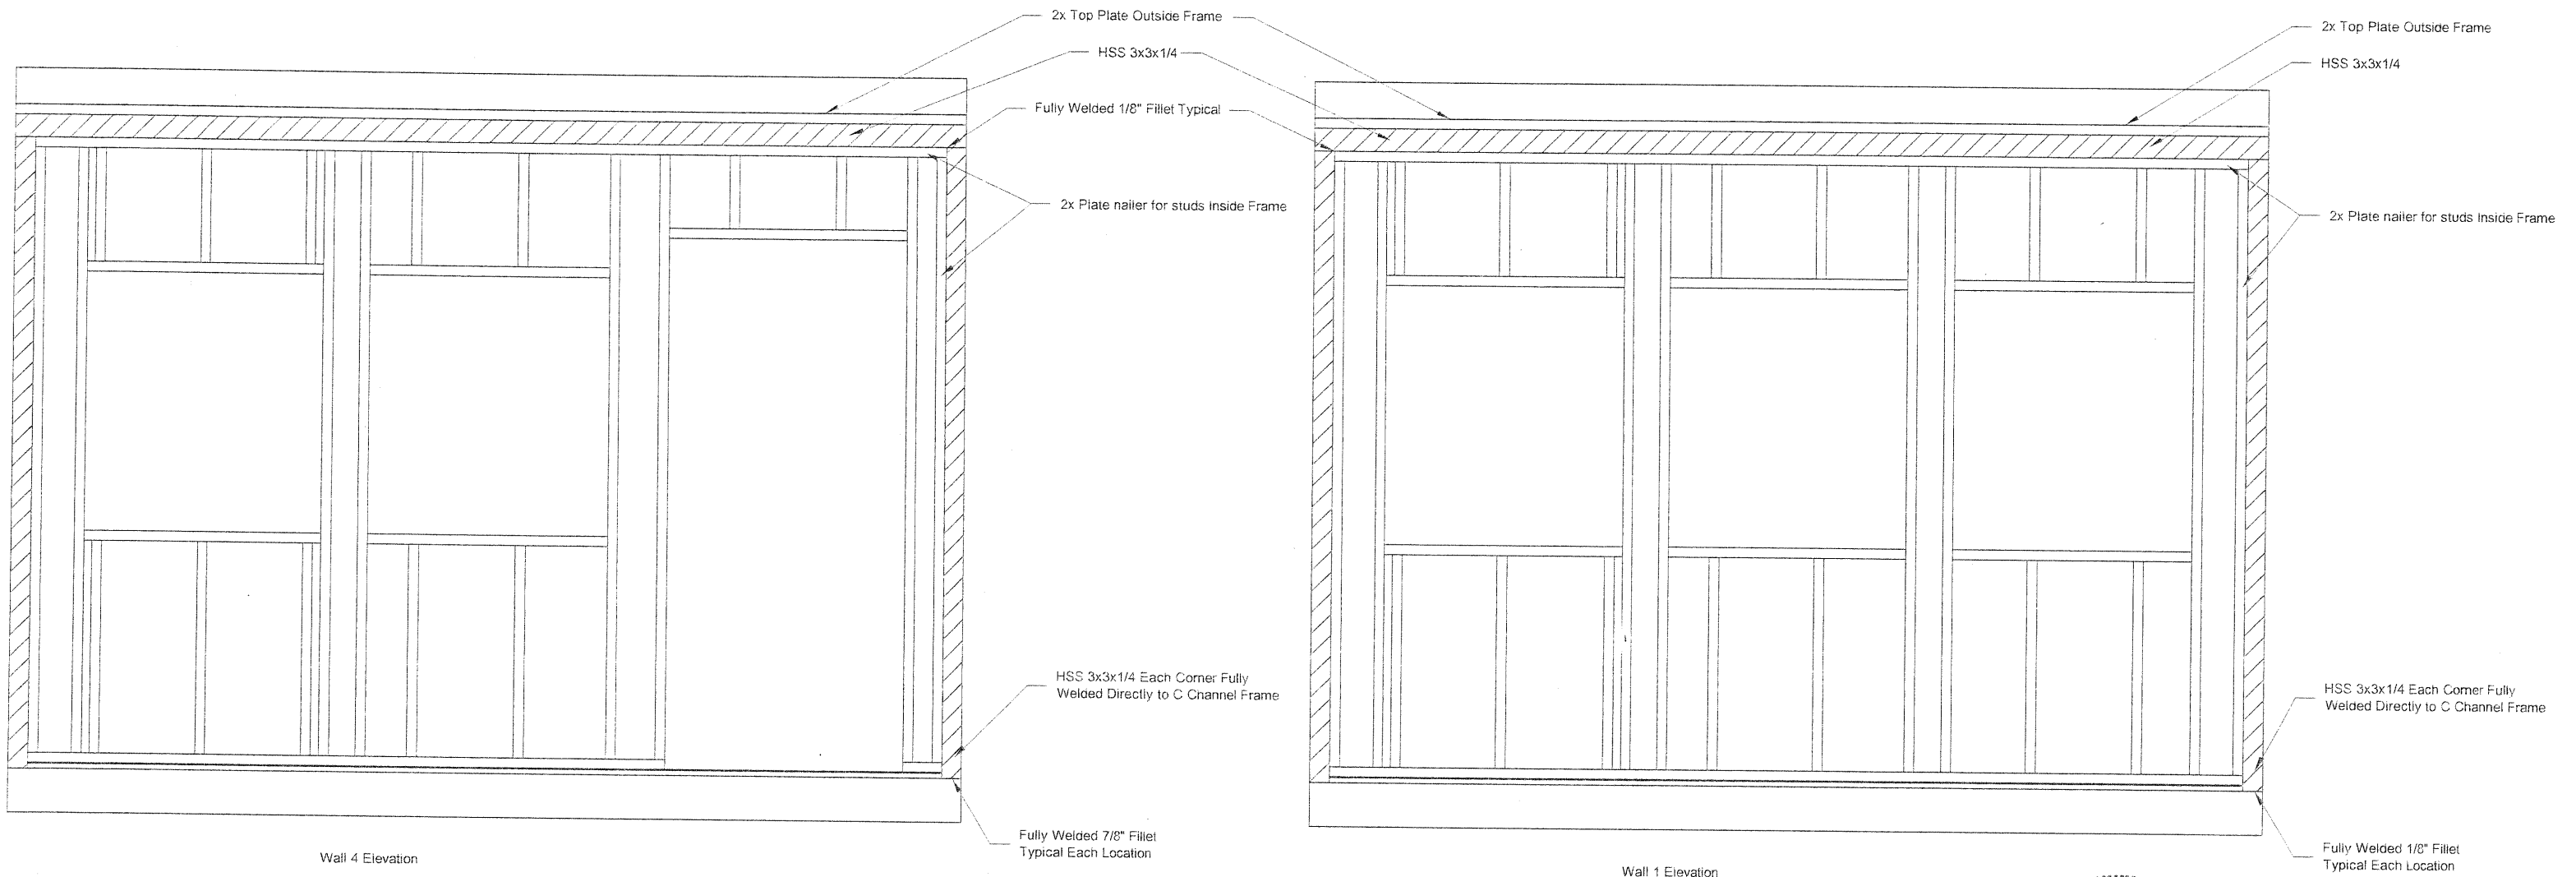 2x Top Plate Outside Frame
HSS 3x3x1/4
Fully Welded 1/8" Fillet Typical
2x Plate nailer for studs Inside Frame
HSS 3x3x1/4 Each Corner Fully
Welded Directly to C Channel Frame
Fully Welded 7/8" Fillet
Typical Each Location
Wall 4 Elevation
2x Top Plate Outside Frame
HSS 3x3x1/4
2x Plate nailer for studs Inside Frame
HSS 3x3x1/4 Each Corner Fully
Welded Directly to C Channel Frame
Fully Welded 1/8" Fillet
Typical Each Location
Wall 1 Elevation